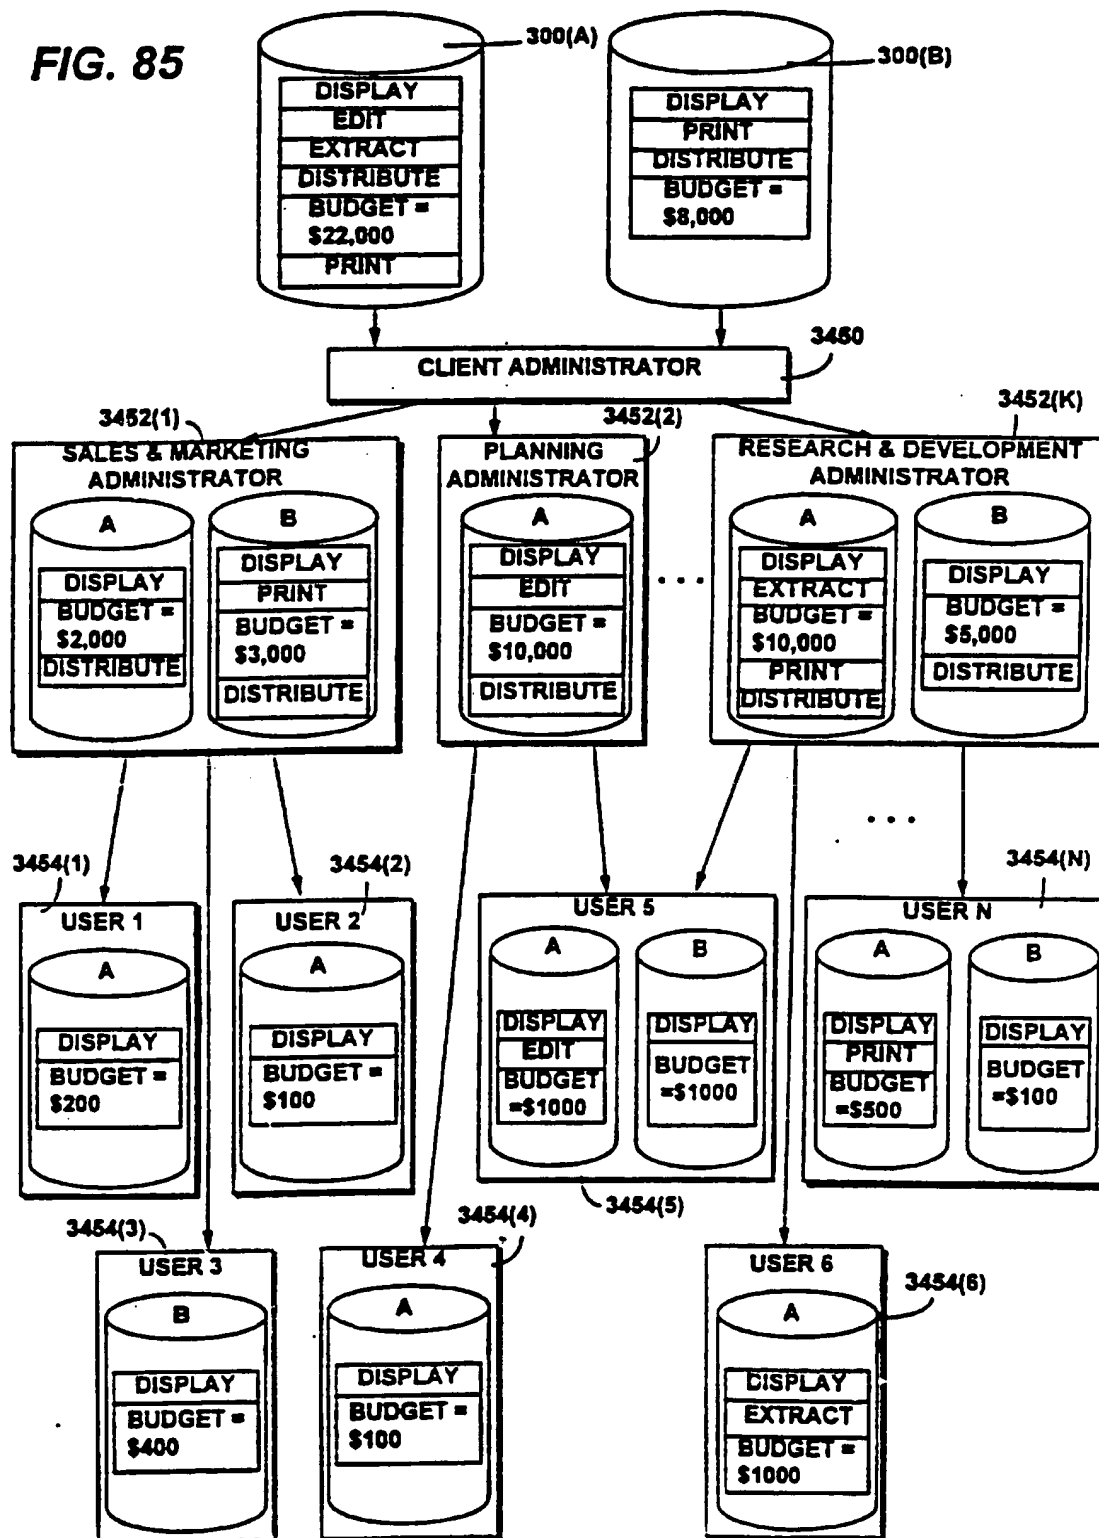 FIG. 85
300(A)
DISPLAY
EDIT
EXTRACT
DISTRIBUTE
BUDGET =
$22,000
PRINT
300(B)
DISPLAY
PRINT
DISTRIBUTE
BUDGET =
$8,000
CLIENT ADMINISTRATOR
3450
3452(1)
SALES & MARKETING
ADMINISTRATOR
A
DISPLAY
BUDGET =
$2,000
DISTRIBUTE
B
DISPLAY
PRINT
BUDGET =
$3,000
DISTRIBUTE
3452(2)
PLANNING
ADMINISTRATOR
A
DISPLAY
EDIT
BUDGET =
$10,000
DISTRIBUTE
. . .
3452(K)
RESEARCH & DEVELOPMENT
ADMINISTRATOR
A
DISPLAY
EXTRACT
BUDGET =
$10,000
PRINT
DISTRIBUTE
B
DISPLAY
BUDGET =
$5,000
DISTRIBUTE
. . .
3454(1)
USER 1
A
DISPLAY
BUDGET =
$200
3454(2)
USER 2
A
DISPLAY
BUDGET =
$100
USER 5
A
DISPLAY
EDIT
BUDGET
=$1000
B
DISPLAY
BUDGET
=$1000
3454(5)
3454(N)
USER N
A
DISPLAY
PRINT
BUDGET
=$500
B
DISPLAY
BUDGET
=$100
3454(3)
USER 3
B
DISPLAY
BUDGET =
$400
3454(4)
USER 4
A
DISPLAY
BUDGET =
$100
USER 6
3454(6)
A
DISPLAY
EXTRACT
BUDGET =
$1000